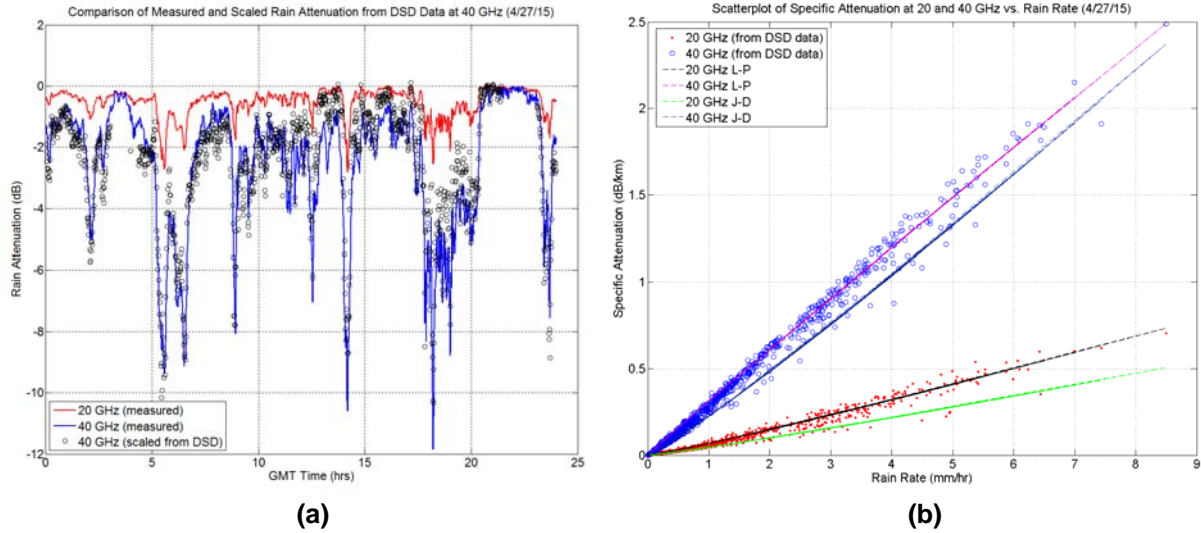 Comparison of Measured and Scaled Rain Attenuation from DSD Data at 40 GHz (4/27/15)
2
0
-2
-4
-6
-8
-10
-12
Rain Attenuation (dB)
0
5
10
15
20
25
GMT Time (hrs)
20 GHz (measured)
40 GHz (measured)
40 GHz (scaled from DSD)
(a)
Scatterplot of Specific Attenuation at 20 and 40 GHz vs. Rain Rate (4/27/15)
2.5
2
1.5
1
0.5
0
Specific Attenuation (dB/km)
0
1
2
3
4
5
6
7
8
9
Rain Rate (mm/hr)
20 GHz (from DSD data)
40 GHz (from DSD data)
20 GHz L-P
40 GHz L-P
20 GHz J-D
40 GHz J-D
(b)